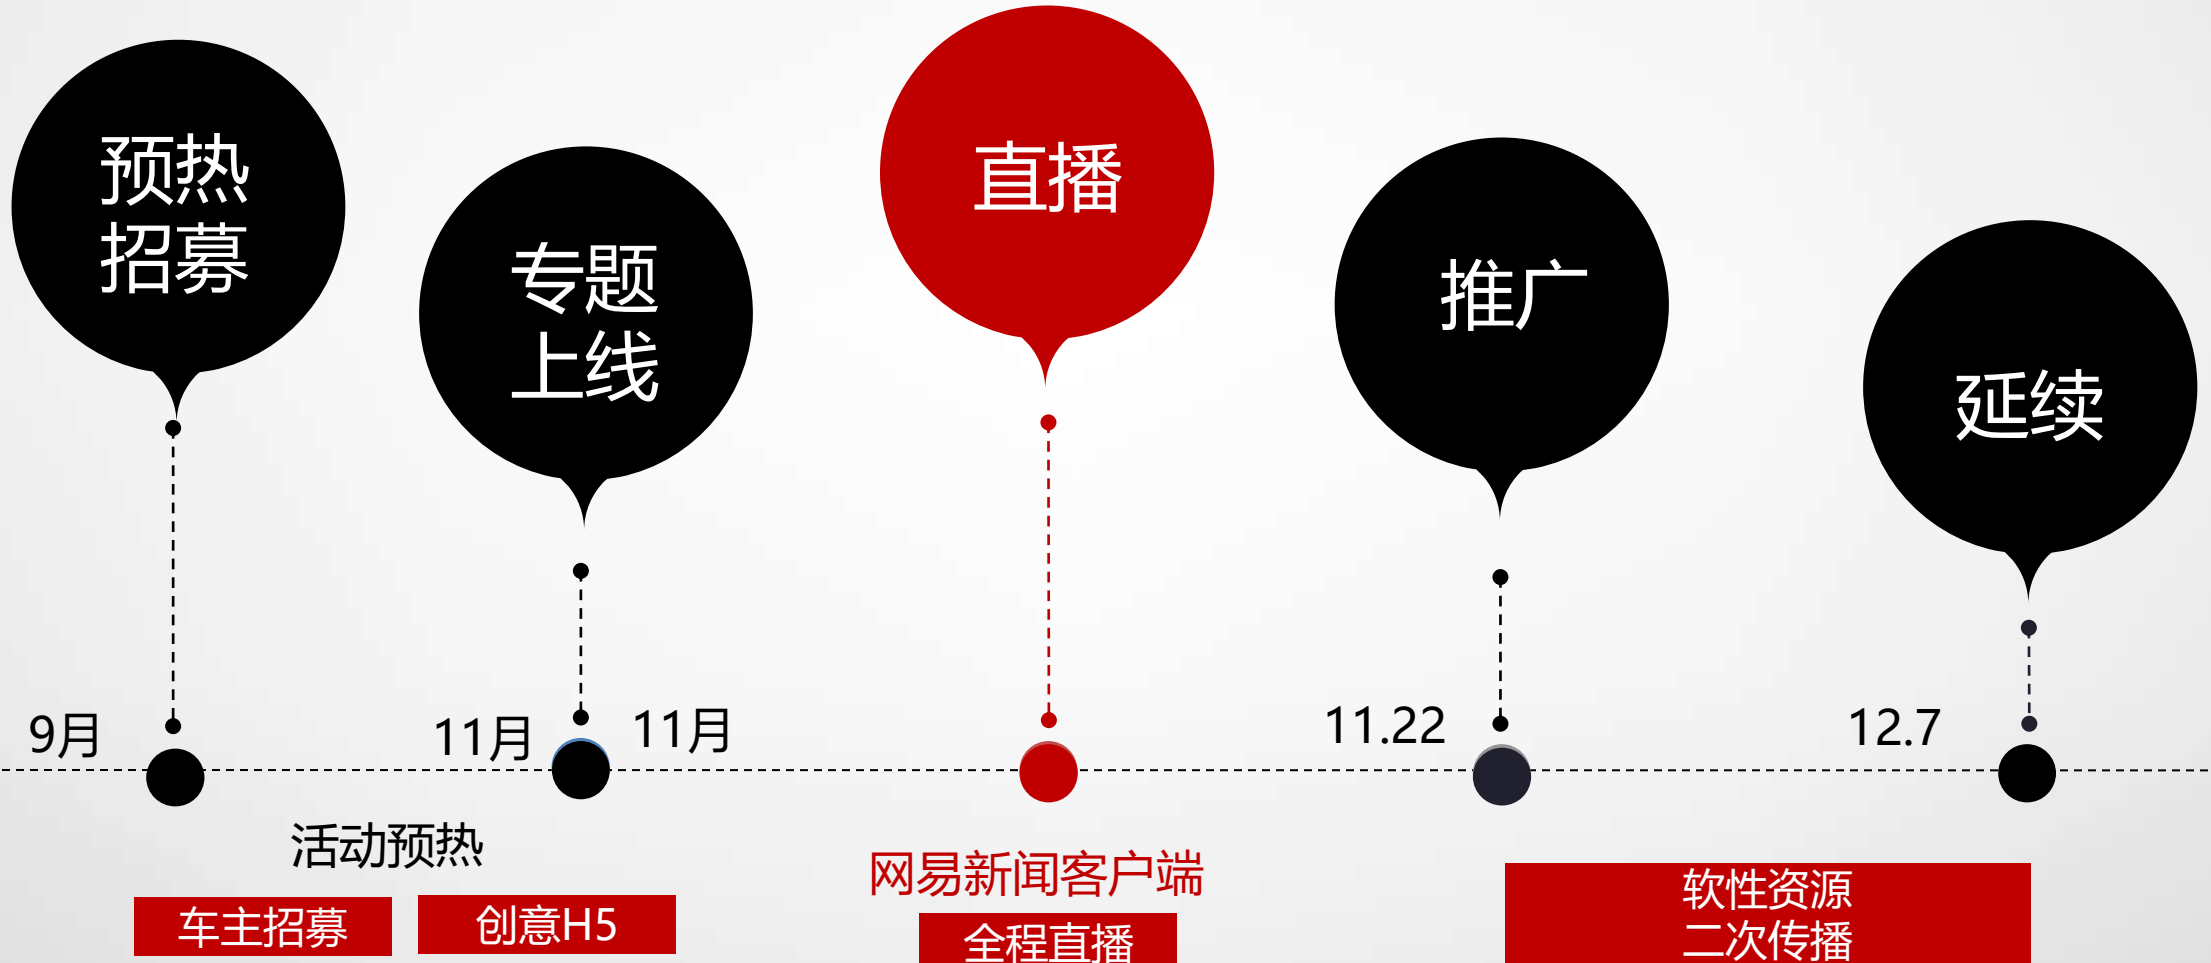 预热
招募
专题
上线
直播
推广
延续
9月
11月
11月
11.22
12.7
活动预热
车主招募
创意H5
网易新闻客户端
全程直播
软性资源
二次传播